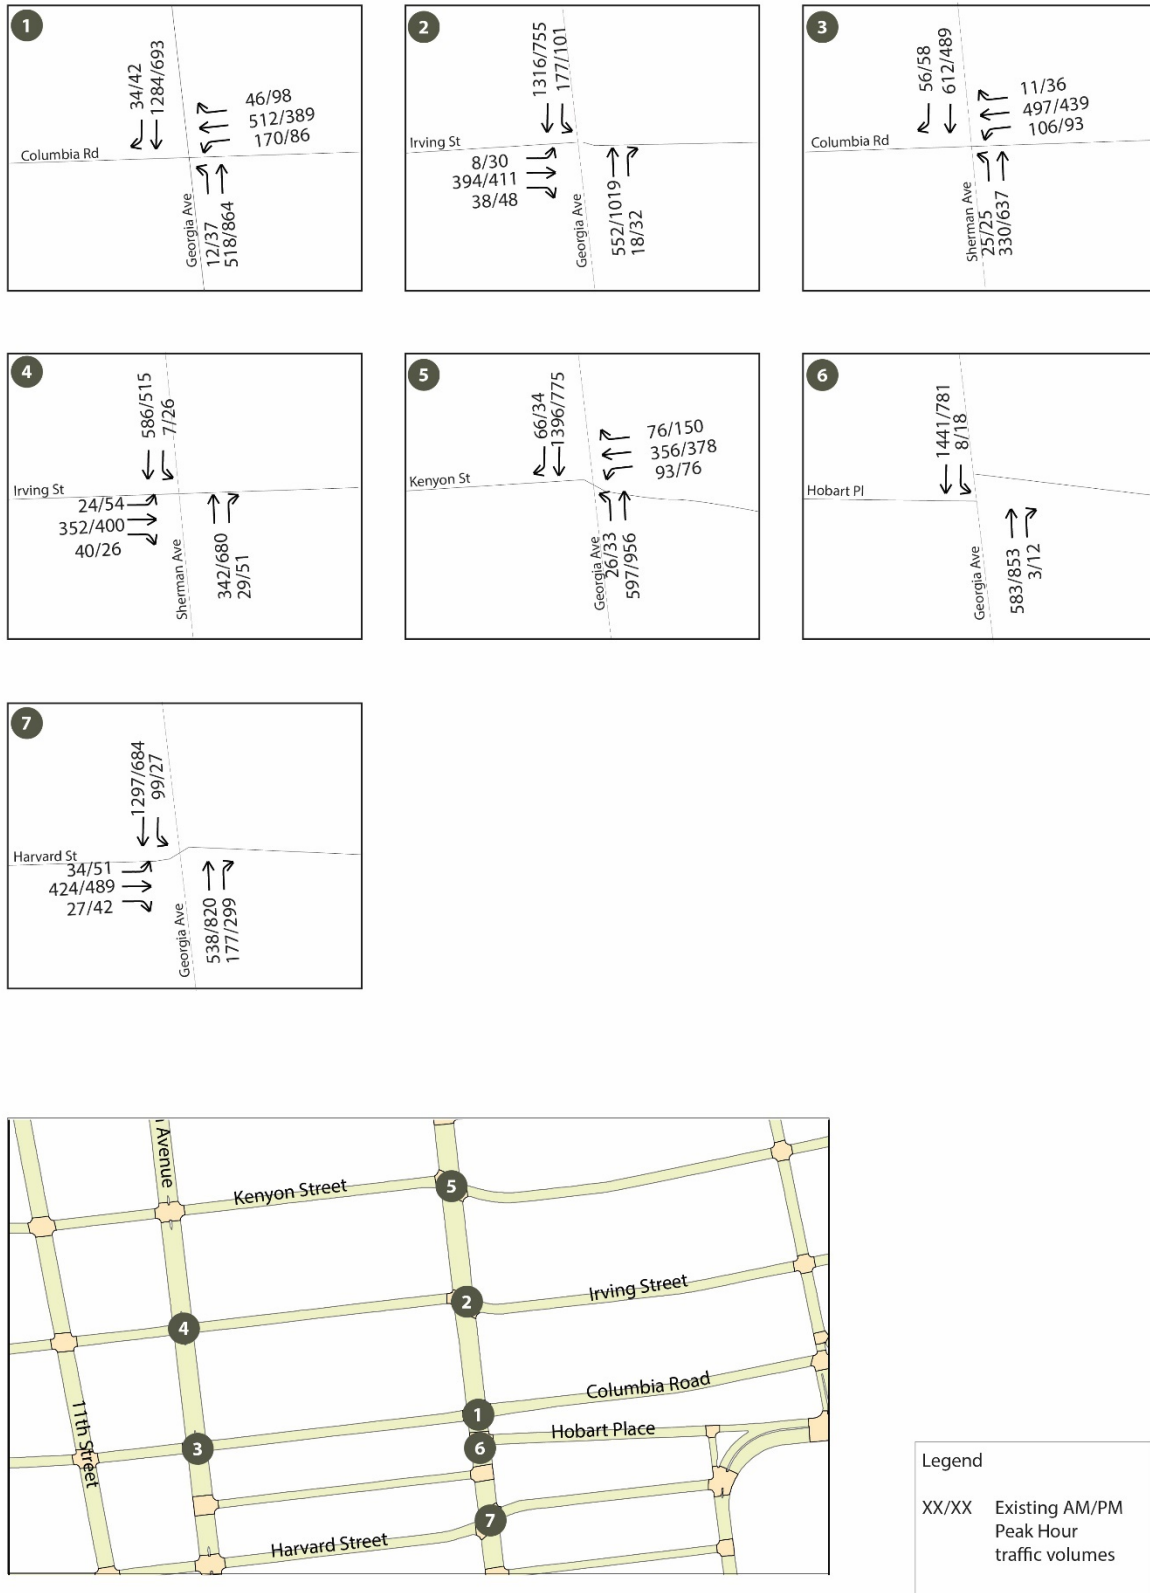 1
34/42
1284/693
46/98
512/389
170/86
Columbia Rd
Georgia Ave
12/37
518/864
2
1316/755
177/101
Irving St
8/30
394/411
38/48
Georgia Ave
552/1019
18/32
3
56/58
612/489
11/36
497/439
106/93
Columbia Rd
Sherman Ave
25/25
330/637
4
586/515
7/26
Irving St
24/54
352/400
40/26
Sherman Ave
342/680
29/51
5
66/34
1396/775
76/150
356/378
93/76
Kenyon St
Georgia Ave
26/33
597/956
6
1441/781
8/18
Hobart Pl
Georgia Ave
583/853
3/12
7
1297/684
99/27
Harvard St
34/51
424/489
27/42
Georgia Ave
538/820
177/299
Avenue
Kenyon Street
5
Irving Street
2
4
Columbia Road
1
Hobart Place
11th Street
3
6
7
Harvard Street
Legend
XX/XX Existing AM/PM
Peak Hour
traffic volumes